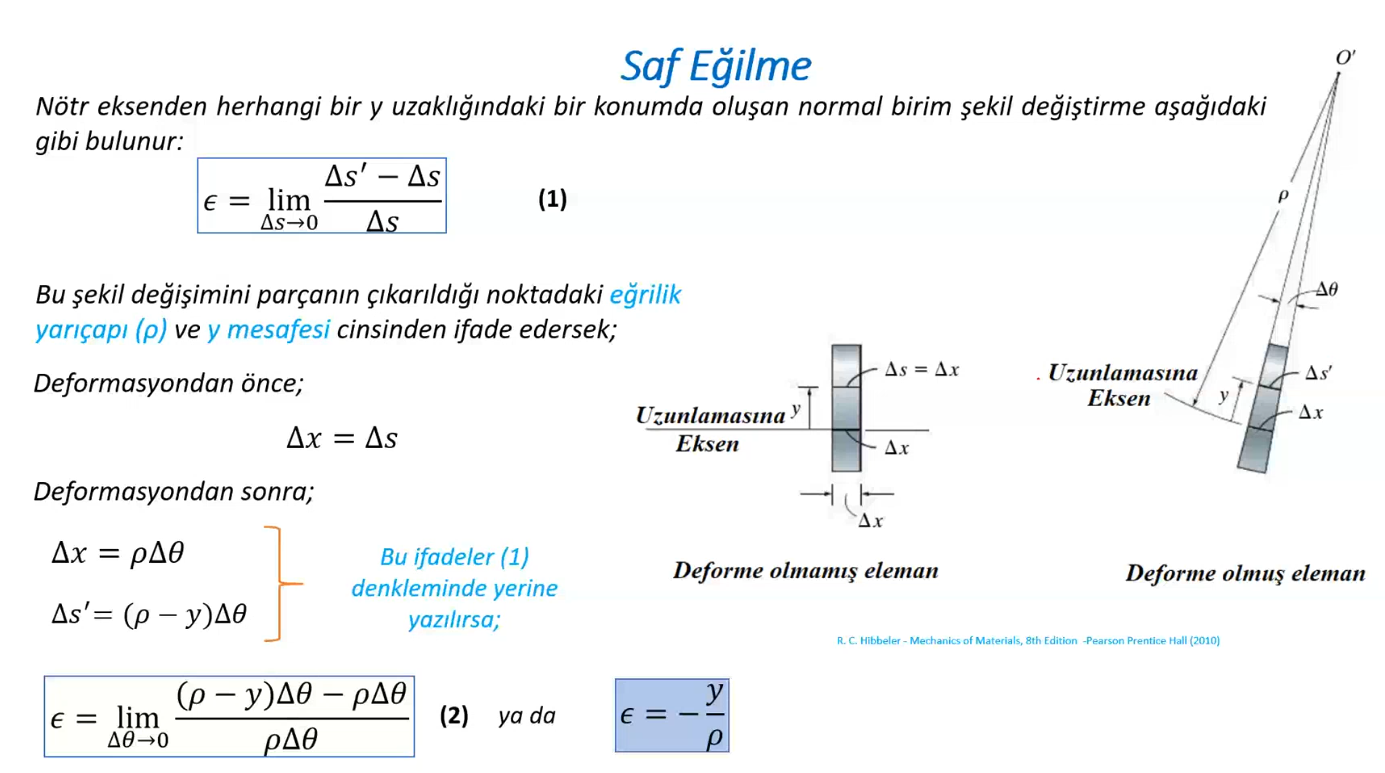 Saf Eğilme
Nötr eksenden herhangi bir y uzaklığındaki bir konumda oluşan normal birim şekil değiştirme aşağıdaki
gibi bulunur:
ϵ = lim Δs→0 (Δs′ − Δs)/Δs (1)
Bu şekil değişimini parçanın çıkarıldığı noktadaki eğrilik
yarıçapı (ρ) ve y mesafesi cinsinden ifade edersek;
Deformasyondan önce;
Δx = Δs
Deformasyondan sonra;
Δx = ρΔθ
Δs′= (ρ − y)Δθ
Bu ifadeler (1)
denkleminde yerine
yazılırsa;
ϵ = lim Δθ→0 ((ρ − y)Δθ − ρΔθ)/ρΔθ (2) ya da ϵ = − y/ρ
Δs = Δx
y
Uzunlamasına
Eksen
Δx
Δx
Deforme olmamış eleman
O′
ρ
Δθ
. Uzunlamasına
Eksen
y
Δs′
Δx
Deforme olmuş eleman
R. C. Hibbeler - Mechanics of Materials, 8th Edition -Pearson Prentice Hall (2010)